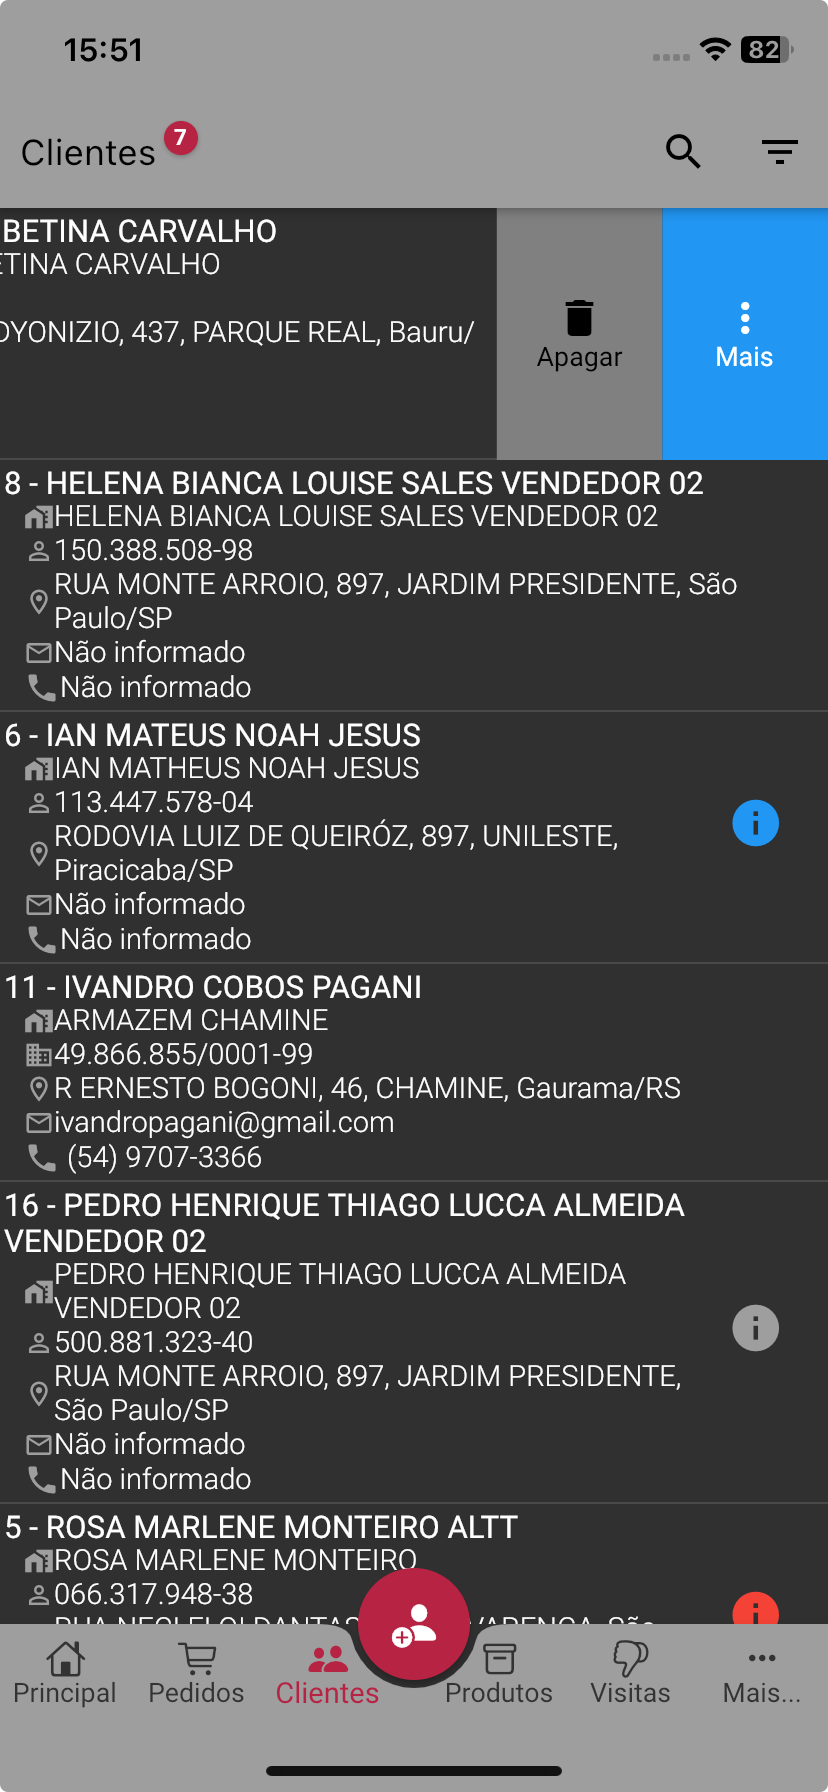 15:51
82
Clientes 7
BETINA CARVALHO
ETINA CARVALHO
DYONIZIO, 437, PARQUE REAL, Bauru/
Apagar
Mais
8 - HELENA BIANCA LOUISE SALES VENDEDOR 02
HELENA BIANCA LOUISE SALES VENDEDOR 02
150.388.508-98
RUA MONTE ARROIO, 897, JARDIM PRESIDENTE, São
Paulo/SP
Não informado
Não informado
6 - IAN MATEUS NOAH JESUS
IAN MATHEUS NOAH JESUS
113.447.578-04
RODOVIA LUIZ DE QUEIRÓZ, 897, UNILESTE,
Piracicaba/SP
Não informado
Não informado
11 - IVANDRO COBOS PAGANI
ARMAZEM CHAMINE
49.866.855/0001-99
R ERNESTO BOGONI, 46, CHAMINE, Gaurama/RS
ivandropagani@gmail.com
(54) 9707-3366
16 - PEDRO HENRIQUE THIAGO LUCCA ALMEIDA
VENDEDOR 02
PEDRO HENRIQUE THIAGO LUCCA ALMEIDA
VENDEDOR 02
500.881.323-40
RUA MONTE ARROIO, 897, JARDIM PRESIDENTE,
São Paulo/SP
Não informado
Não informado
5 - ROSA MARLENE MONTEIRO ALTT
ROSA MARLENE MONTEIRO
066.317.948-38
Principal
Pedidos
Clientes
Produtos
Visitas
Mais...